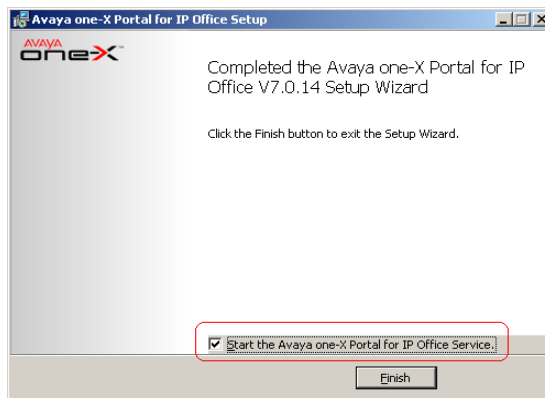 Avaya one-X Portal for IP Office Setup
AVAYA
one-X™
Completed the Avaya one-X Portal for IP
Office V7.0.14 Setup Wizard
Click the Finish button to exit the Setup Wizard.
Start the Avaya one-X Portal for IP Office Service.
Finish